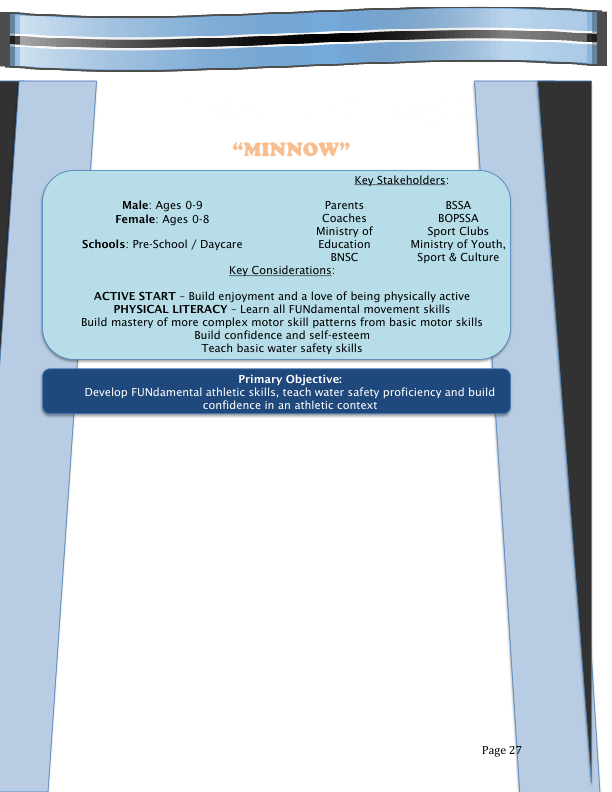 “MINNOW”
Key Stakeholders:
Male: Ages 0-9
Female: Ages 0-8
Schools: Pre-School / Daycare
Parents
Coaches
Ministry of
Education
BNSC
BSSA
BOPSSA
Sport Clubs
Ministry of Youth,
Sport & Culture
Key Considerations:
ACTIVE START – Build enjoyment and a love of being physically active
PHYSICAL LITERACY – Learn all FUNdamental movement skills
Build mastery of more complex motor skill patterns from basic motor skills
Build confidence and self-esteem
Teach basic water safety skills
Primary Objective:
Develop FUNdamental athletic skills, teach water safety proficiency and build
confidence in an athletic context
Page 27